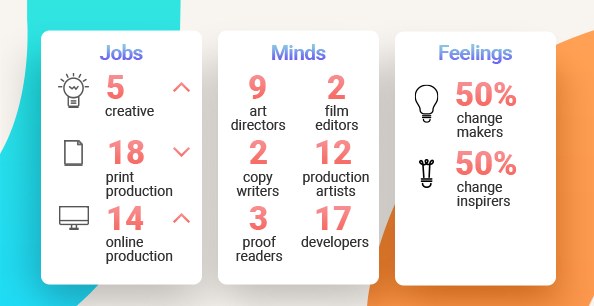 Jobs
5
creative
18
print
production
14
online
production
Minds
9
art
directors
2
film
editors
2
copy
writers
12
production
artists
3
proof
readers
17
developers
Feelings
50%
change
makers
50%
change
inspirers